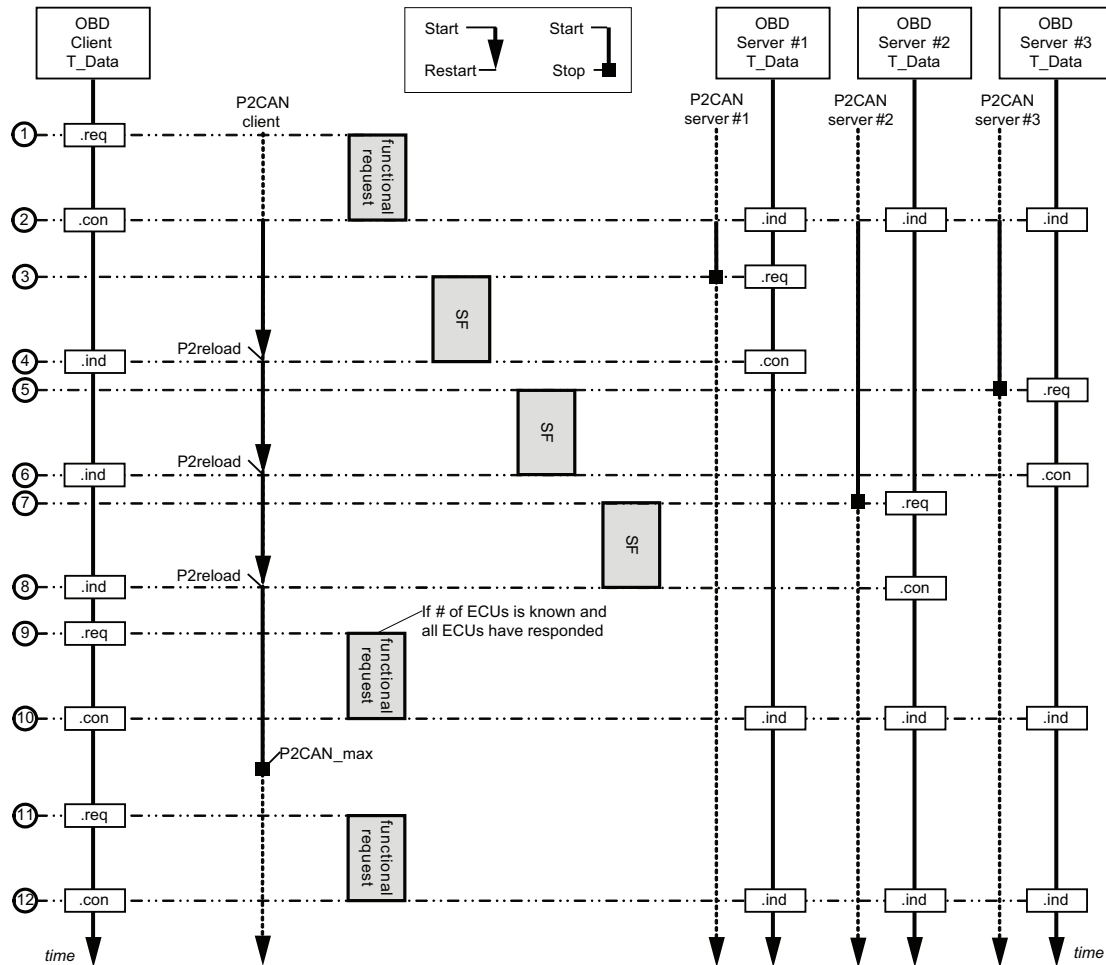 OBD
Client
T_Data
Start
Restart
Start
Stop
OBD
Server #1
T_Data
OBD
Server #2
T_Data
OBD
Server #3
T_Data
P2CAN
client
P2CAN
server #1
P2CAN
server #2
P2CAN
server #3
1
.req
functional
request
2
.con
.ind
.ind
.ind
3
.req
SF
4
.ind
P2reload
.con
5
.req
SF
6
.ind
P2reload
.con
7
.req
SF
8
.ind
P2reload
.con
If # of ECUs is known and
all ECUs have responded
9
.req
functional
request
10
.con
.ind
.ind
.ind
P2CAN_max
11
.req
functional
request
12
.con
.ind
.ind
.ind
time
time